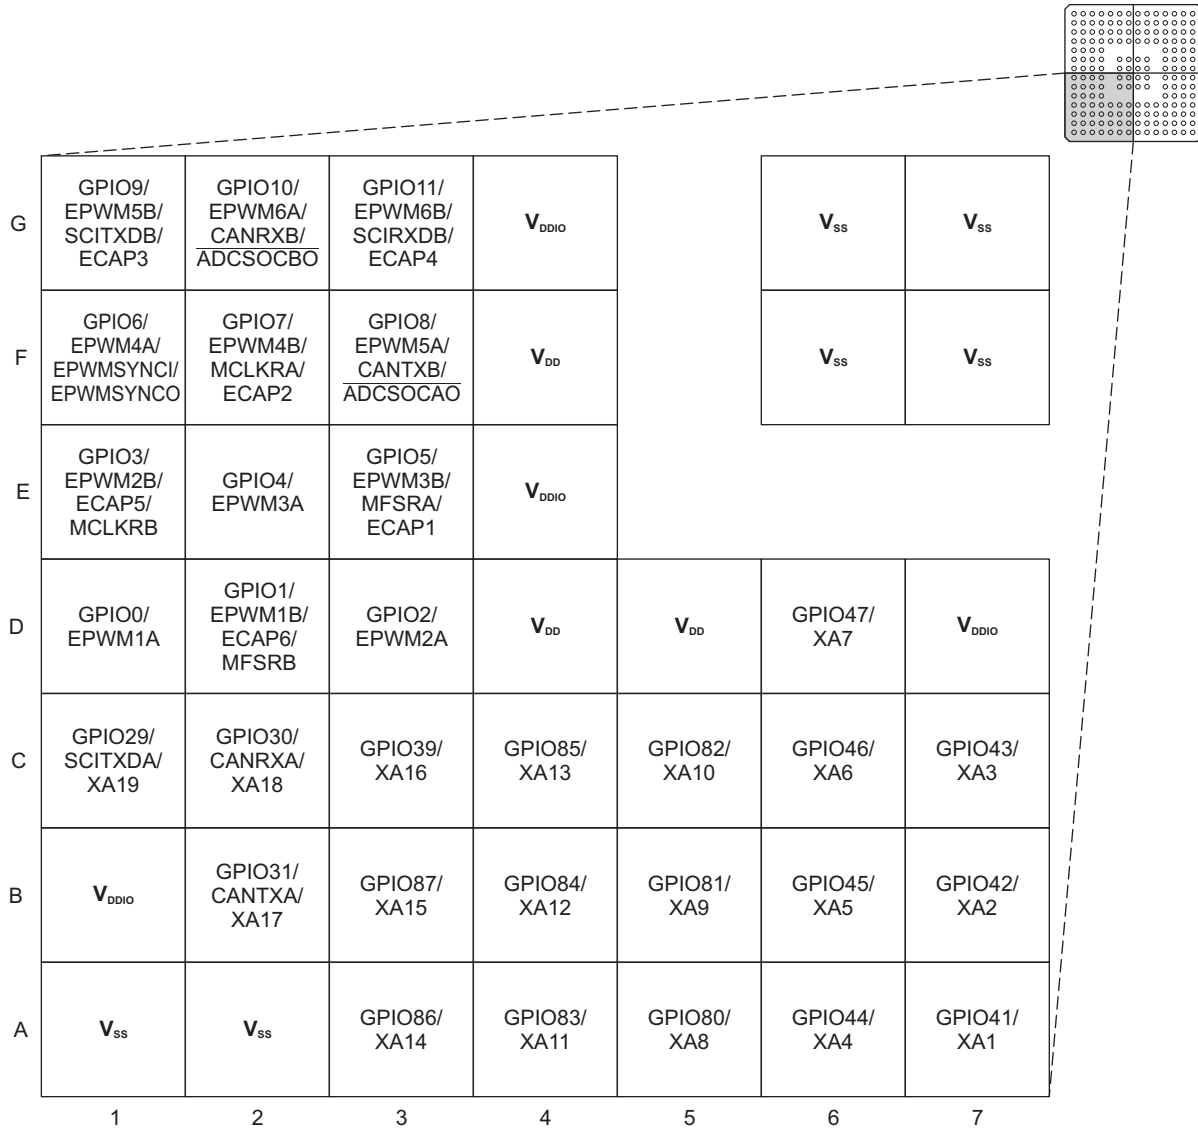 G
GPIO9/
EPWM5B/
SCITXDB/
ECAP3
GPIO10/
EPWM6A/
CANRXB/
ADCSOCBO
GPIO11/
EPWM6B/
SCIRXDB/
ECAP4
VDDIO
VSS
VSS
F
GPIO6/
EPWM4A/
EPWMSYNCI/
EPWMSYNCO
GPIO7/
EPWM4B/
MCLKRA/
ECAP2
GPIO8/
EPWM5A/
CANTXB/
ADCSOCAO
VDD
VSS
VSS
E
GPIO3/
EPWM2B/
ECAP5/
MCLKRB
GPIO4/
EPWM3A
GPIO5/
EPWM3B/
MFSRA/
ECAP1
VDDIO
D
GPIO0/
EPWM1A
GPIO1/
EPWM1B/
ECAP6/
MFSRB
GPIO2/
EPWM2A
VDD
VDD
GPIO47/
XA7
VDDIO
C
GPIO29/
SCITXDA/
XA19
GPIO30/
CANRXA/
XA18
GPIO39/
XA16
GPIO85/
XA13
GPIO82/
XA10
GPIO46/
XA6
GPIO43/
XA3
B
VDDIO
GPIO31/
CANTXA/
XA17
GPIO87/
XA15
GPIO84/
XA12
GPIO81/
XA9
GPIO45/
XA5
GPIO42/
XA2
A
VSS
VSS
GPIO86/
XA14
GPIO83/
XA11
GPIO80/
XA8
GPIO44/
XA4
GPIO41/
XA1
1 2 3 4 5 6 7